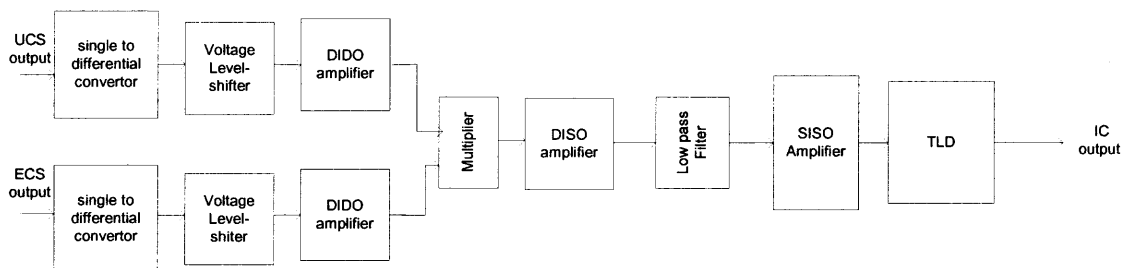 UCS
output
single to
differential
convertor
Voltage
Level-
shifter
DIDO
amplifier
ECS
output
single to
differential
convertor
Voltage
Level-
shiter
DIDO
amplifier
Multiplier
DISO
amplifier
Low pass
Filter
SISO
Amplifier
TLD
IC
output